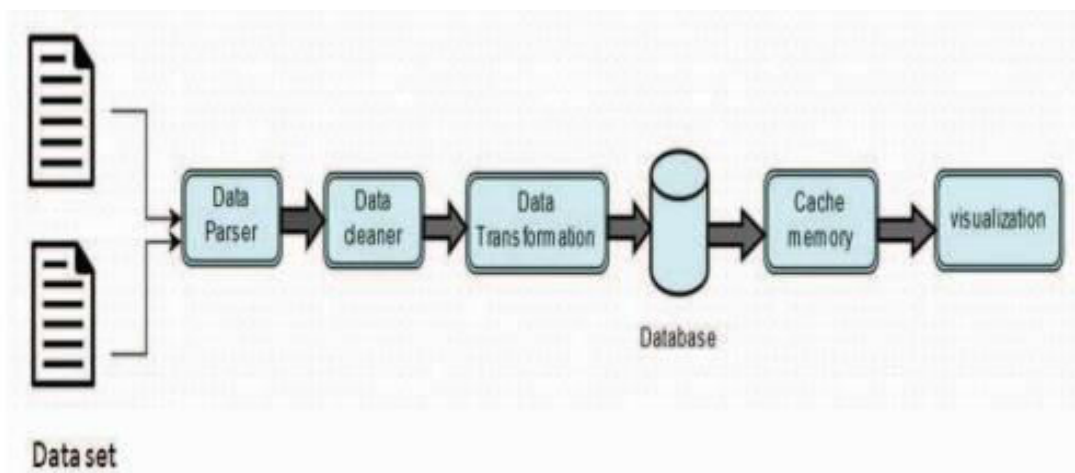 Data
Parser
Data
cleaner
Data
Transformation
Database
Cache
memory
visualization
Data set